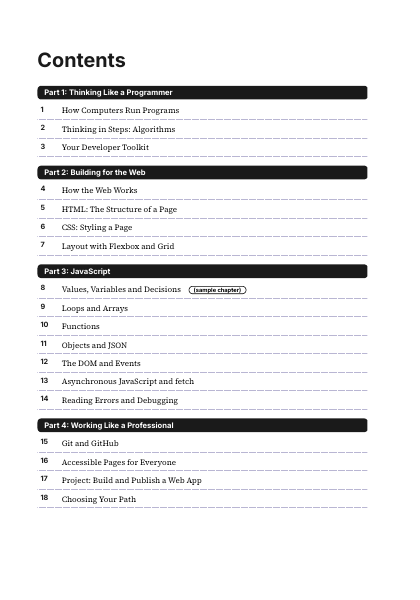 Contents
Part 1: Thinking Like a Programmer
1 How Computers Run Programs
2 Thinking in Steps: Algorithms
3 Your Developer Toolkit
Part 2: Building for the Web
4 How the Web Works
5 HTML: The Structure of a Page
6 CSS: Styling a Page
7 Layout with Flexbox and Grid
Part 3: JavaScript
8 Values, Variables and Decisions (sample chapter)
9 Loops and Arrays
10 Functions
11 Objects and JSON
12 The DOM and Events
13 Asynchronous JavaScript and fetch
14 Reading Errors and Debugging
Part 4: Working Like a Professional
15 Git and GitHub
16 Accessible Pages for Everyone
17 Project: Build and Publish a Web App
18 Choosing Your Path